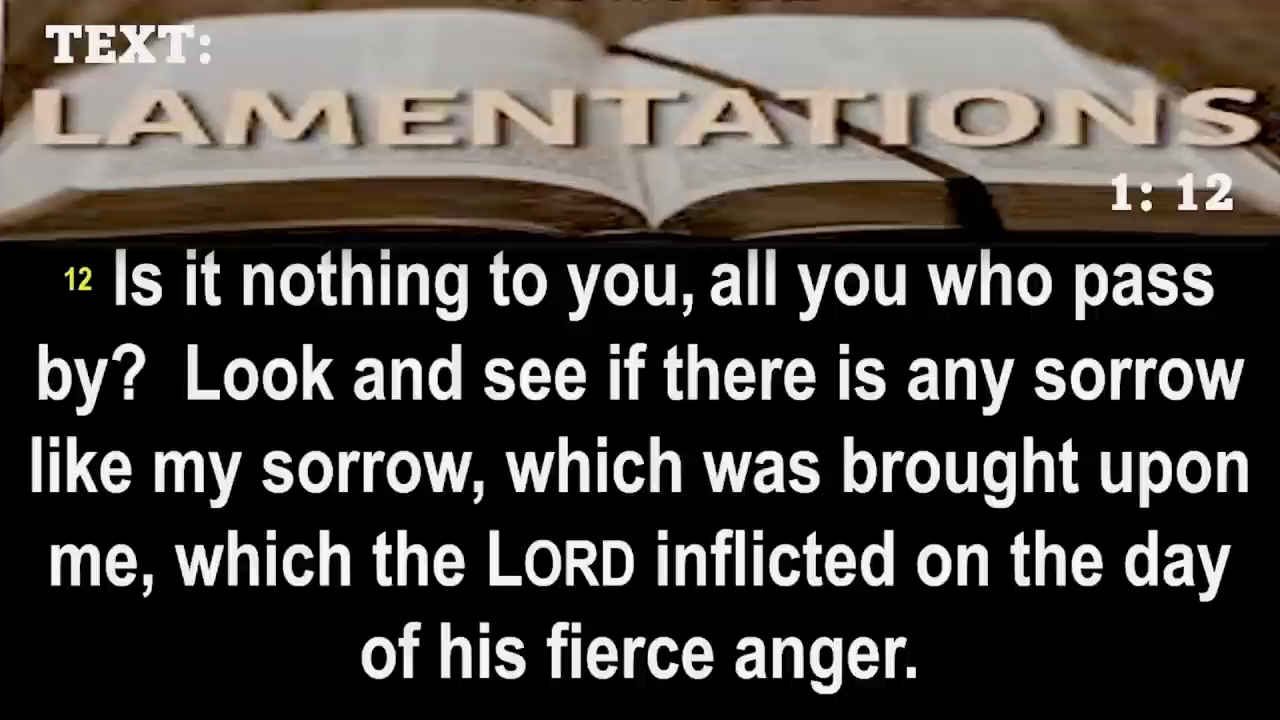 TEXT:
LAMENTATIONS
1: 12
12 Is it nothing to you, all you who pass
by? Look and see if there is any sorrow
like my sorrow, which was brought upon
me, which the LORD inflicted on the day
of his fierce anger.